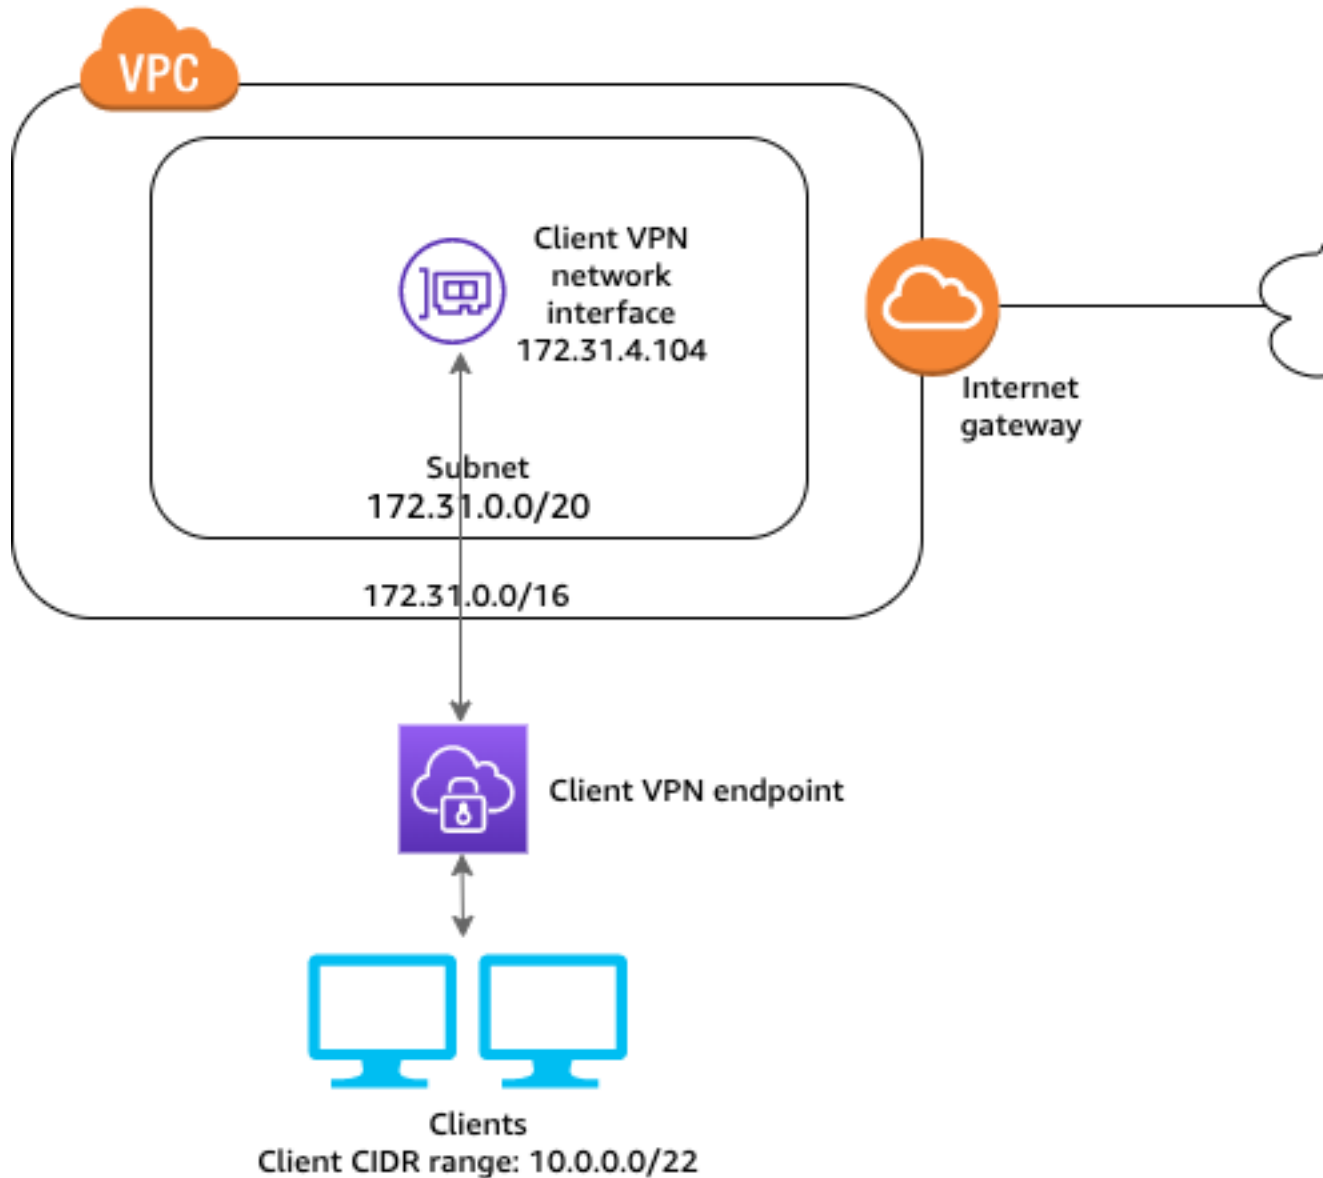 VPC
Client VPN
network
interface
172.31.4.104
Internet
gateway
Subnet
172.31.0.0/20
172.31.0.0/16
Client VPN endpoint
Clients
Client CIDR range: 10.0.0.0/22